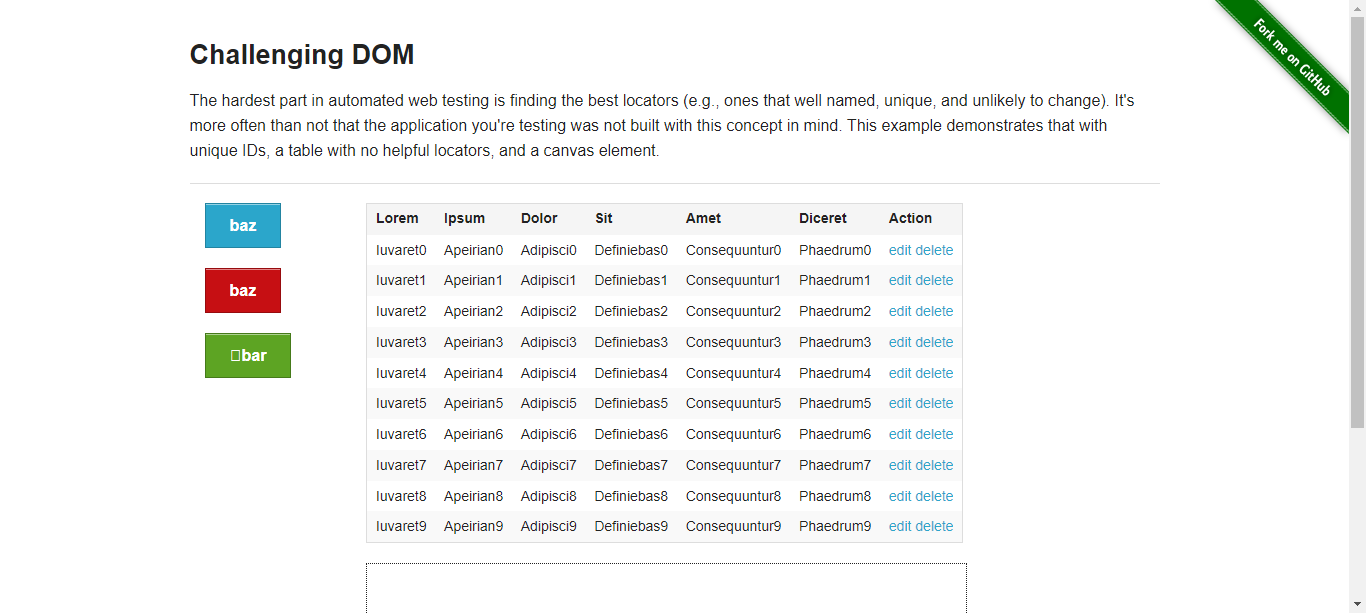 Fork me on GitHub
Challenging DOM
The hardest part in automated web testing is finding the best locators (e.g., ones that well named, unique, and unlikely to change). It's
more often than not that the application you're testing was not built with this concept in mind. This example demonstrates that with
unique IDs, a table with no helpful locators, and a canvas element.
baz
baz
bar
Lorem Ipsum Dolor Sit Amet Diceret Action
Iuvaret0 Apeirian0 Adipisci0 Definiebas0 Consequuntur0 Phaedrum0 edit delete
Iuvaret1 Apeirian1 Adipisci1 Definiebas1 Consequuntur1 Phaedrum1 edit delete
Iuvaret2 Apeirian2 Adipisci2 Definiebas2 Consequuntur2 Phaedrum2 edit delete
Iuvaret3 Apeirian3 Adipisci3 Definiebas3 Consequuntur3 Phaedrum3 edit delete
Iuvaret4 Apeirian4 Adipisci4 Definiebas4 Consequuntur4 Phaedrum4 edit delete
Iuvaret5 Apeirian5 Adipisci5 Definiebas5 Consequuntur5 Phaedrum5 edit delete
Iuvaret6 Apeirian6 Adipisci6 Definiebas6 Consequuntur6 Phaedrum6 edit delete
Iuvaret7 Apeirian7 Adipisci7 Definiebas7 Consequuntur7 Phaedrum7 edit delete
Iuvaret8 Apeirian8 Adipisci8 Definiebas8 Consequuntur8 Phaedrum8 edit delete
Iuvaret9 Apeirian9 Adipisci9 Definiebas9 Consequuntur9 Phaedrum9 edit delete